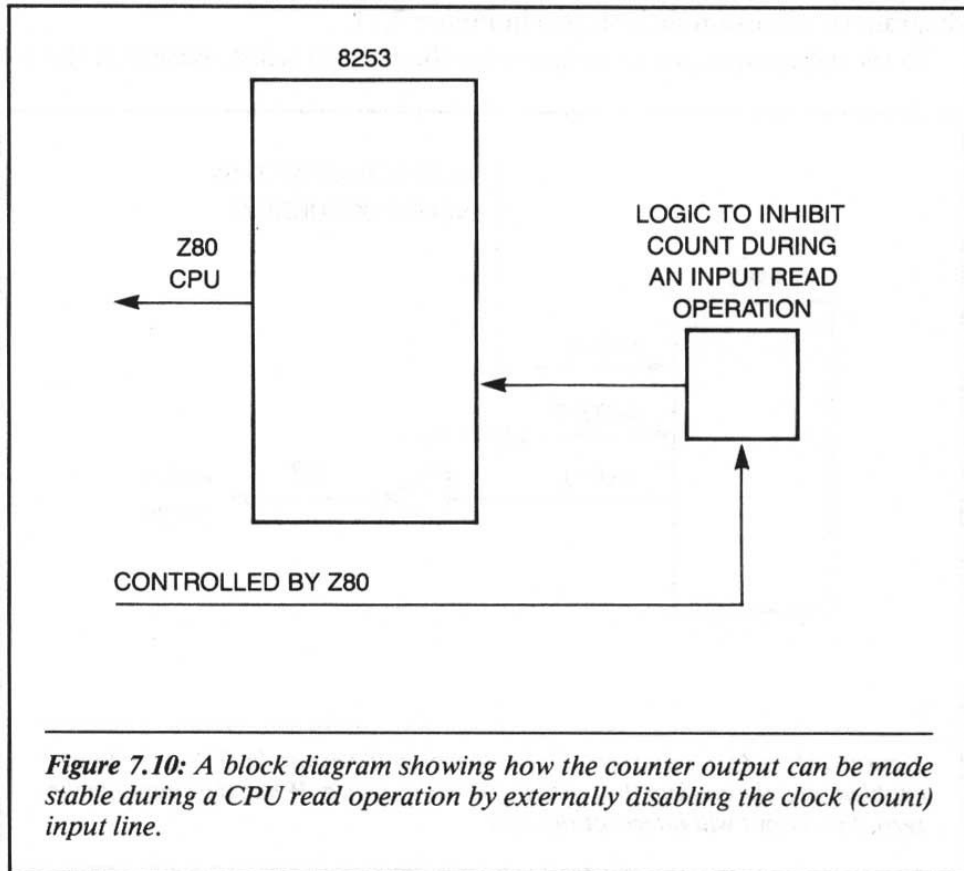 8253
LOGIC TO INHIBIT
COUNT DURING
AN INPUT READ
OPERATION
Z80
CPU
CONTROLLED BY Z80
Figure 7.10: A block diagram showing how the counter output can be made
stable during a CPU read operation by externally disabling the clock (count)
input line.